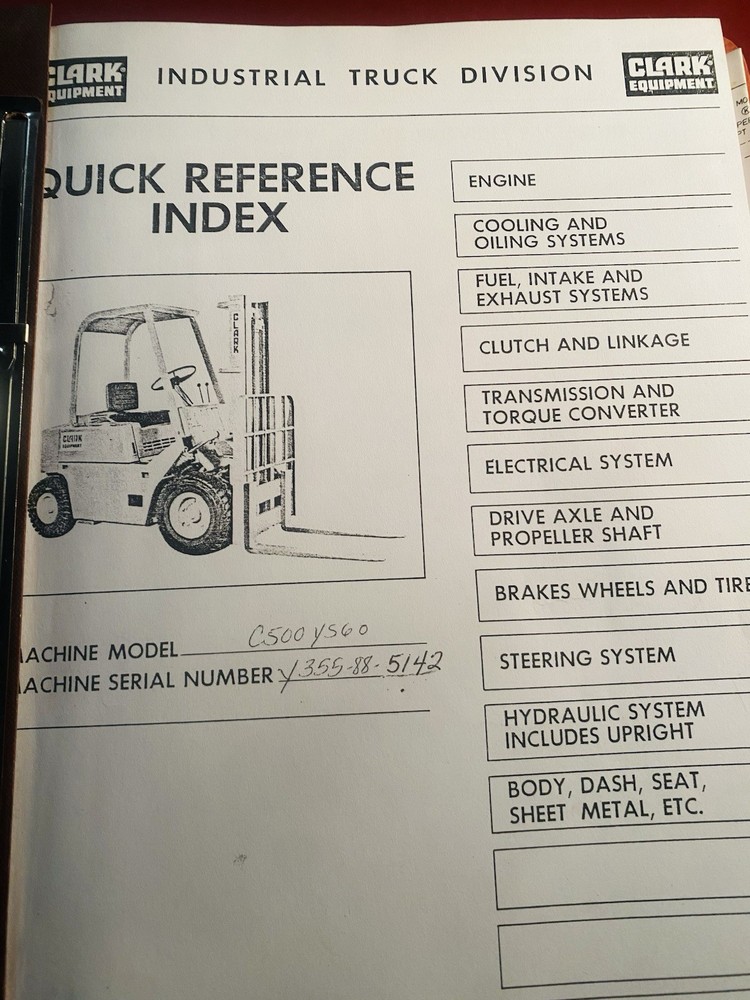 CLARK
EQUIPMENT
INDUSTRIAL TRUCK DIVISION
CLARK
EQUIPMENT
QUICK REFERENCE
INDEX
CLARK
CLARK
EQUIPMENT
ACHINE MODEL C500 YS60
ACHINE SERIAL NUMBER Y355-88-5142
ENGINE
COOLING AND
OILING SYSTEMS
FUEL, INTAKE AND
EXHAUST SYSTEMS
CLUTCH AND LINKAGE
TRANSMISSION AND
TORQUE CONVERTER
ELECTRICAL SYSTEM
DRIVE AXLE AND
PROPELLER SHAFT
BRAKES WHEELS AND TIRE
STEERING SYSTEM
HYDRAULIC SYSTEM
INCLUDES UPRIGHT
BODY, DASH, SEAT,
SHEET METAL, ETC.